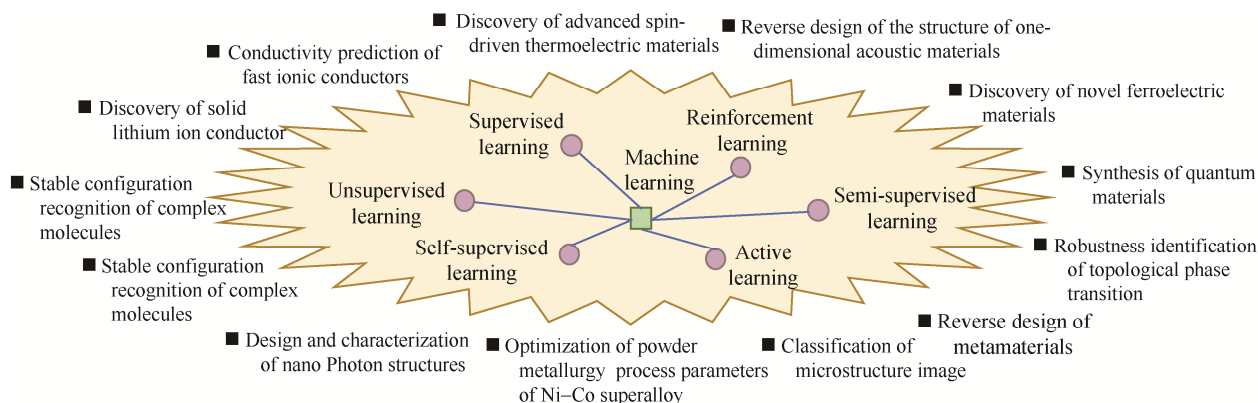 ■ Discovery of advanced spin-
driven thermoelectric materials
■ Reverse design of the structure of one-
dimensional acoustic materials
■ Conductivity prediction of
fast ionic conductors
■ Discovery of novel ferroelectric
materials
■ Discovery of solid
lithium ion conductor
Supervised
learning
Reinforcement
learning
Machine
learning
■ Stable configuration
recognition of complex
molecules
Unsupervised
learning
Semi-supervised
learning
■ Synthesis of quantum
materials
Self-supervised
learning
Active
learning
■ Robustness identification
of topological phase
transition
■ Stable configuration
recognition of complex
molecules
■ Reverse design of
metamaterials
■ Design and characterization
of nano Photon structures
■ Optimization of powder
metallurgy process parameters
of Ni–Co superalloy
■ Classification of
microstructure image